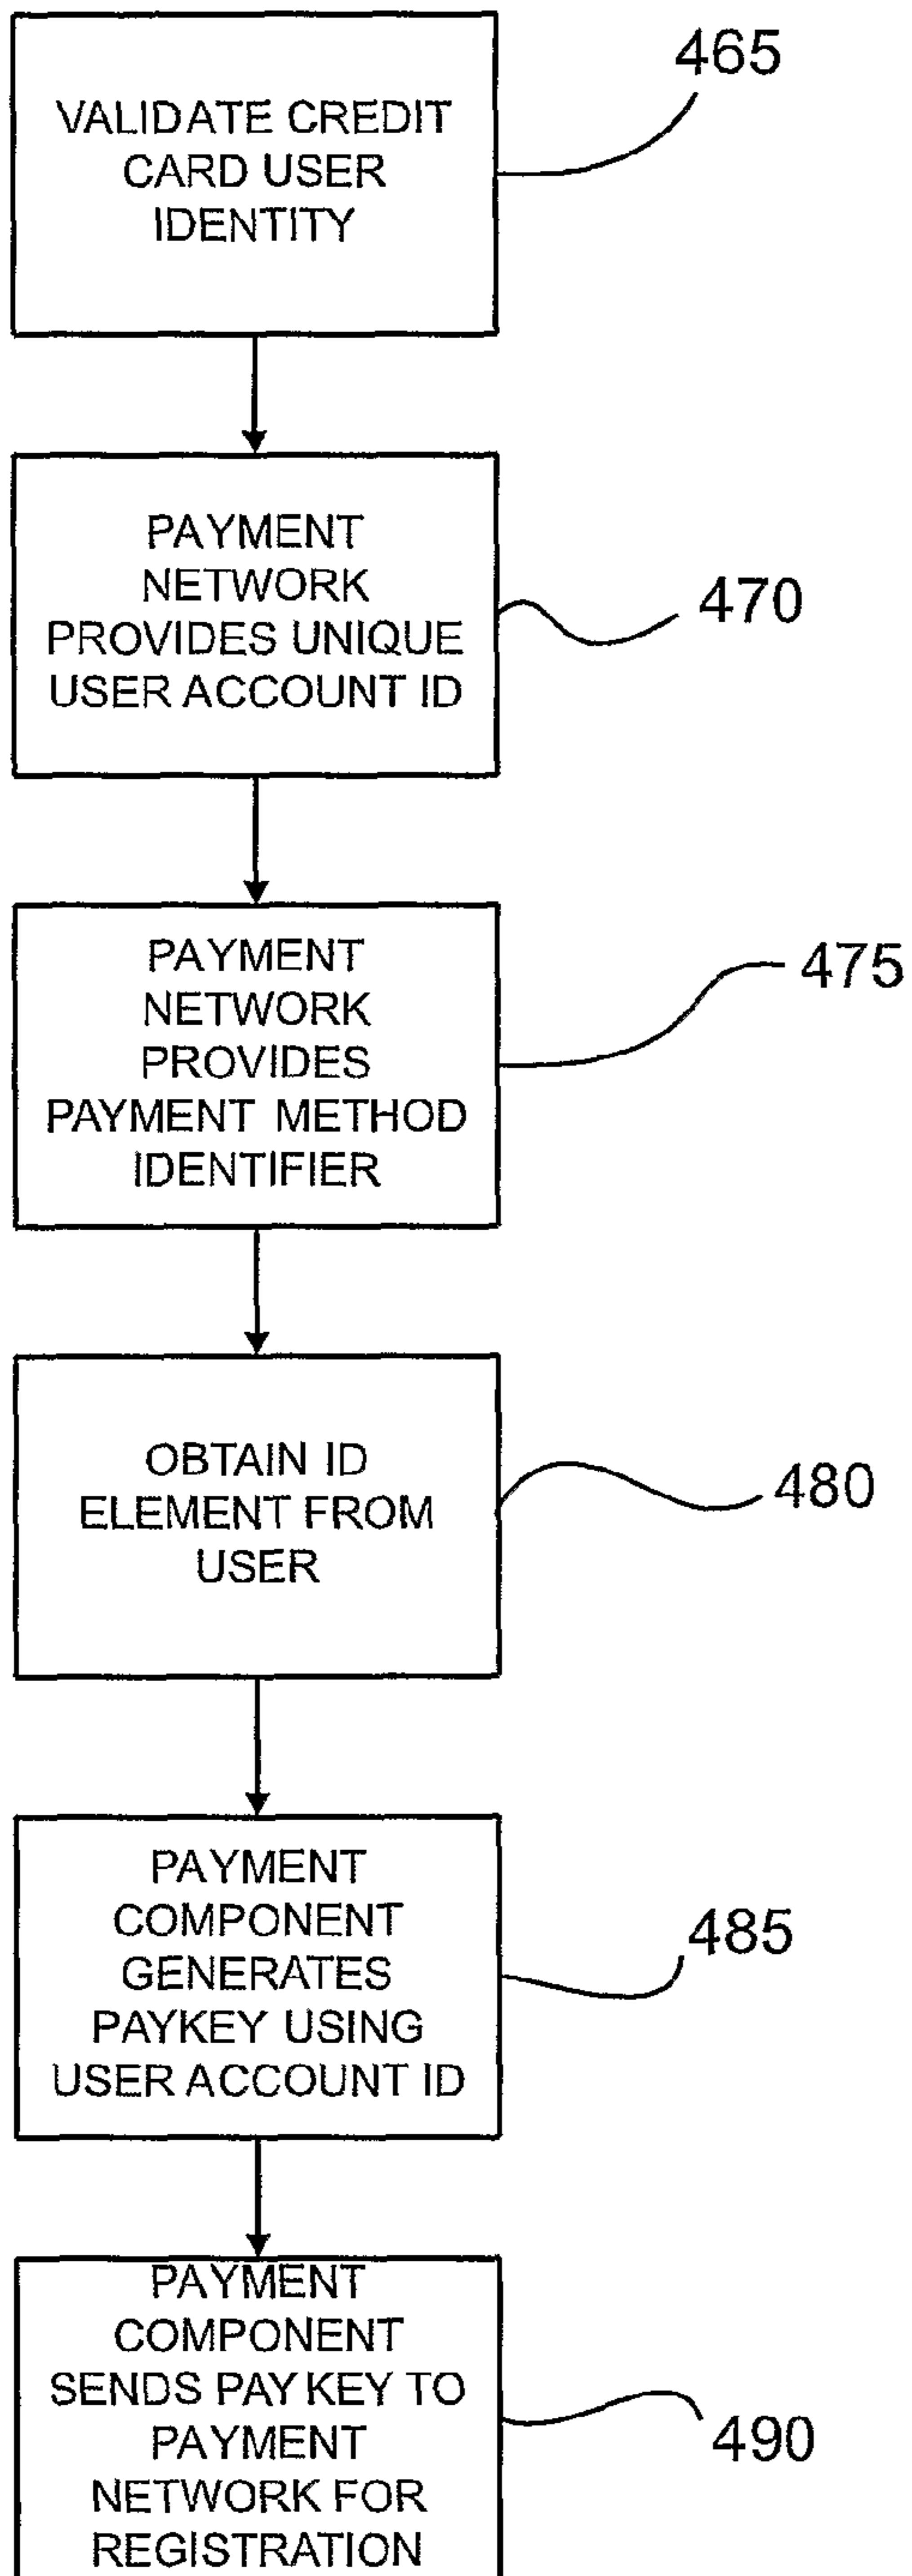 VALIDATE CREDIT
CARD USER
IDENTITY
465
PAYMENT
NETWORK
PROVIDES UNIQUE
USER ACCOUNT ID
470
PAYMENT
NETWORK
PROVIDES
PAYMENT METHOD
IDENTIFIER
475
OBTAIN ID
ELEMENT FROM
USER
480
PAYMENT
COMPONENT
GENERATES
PAYKEY USING
USER ACCOUNT ID
485
PAYMENT
COMPONENT
SENDS PAY KEY TO
PAYMENT
NETWORK FOR
REGISTRATION
490